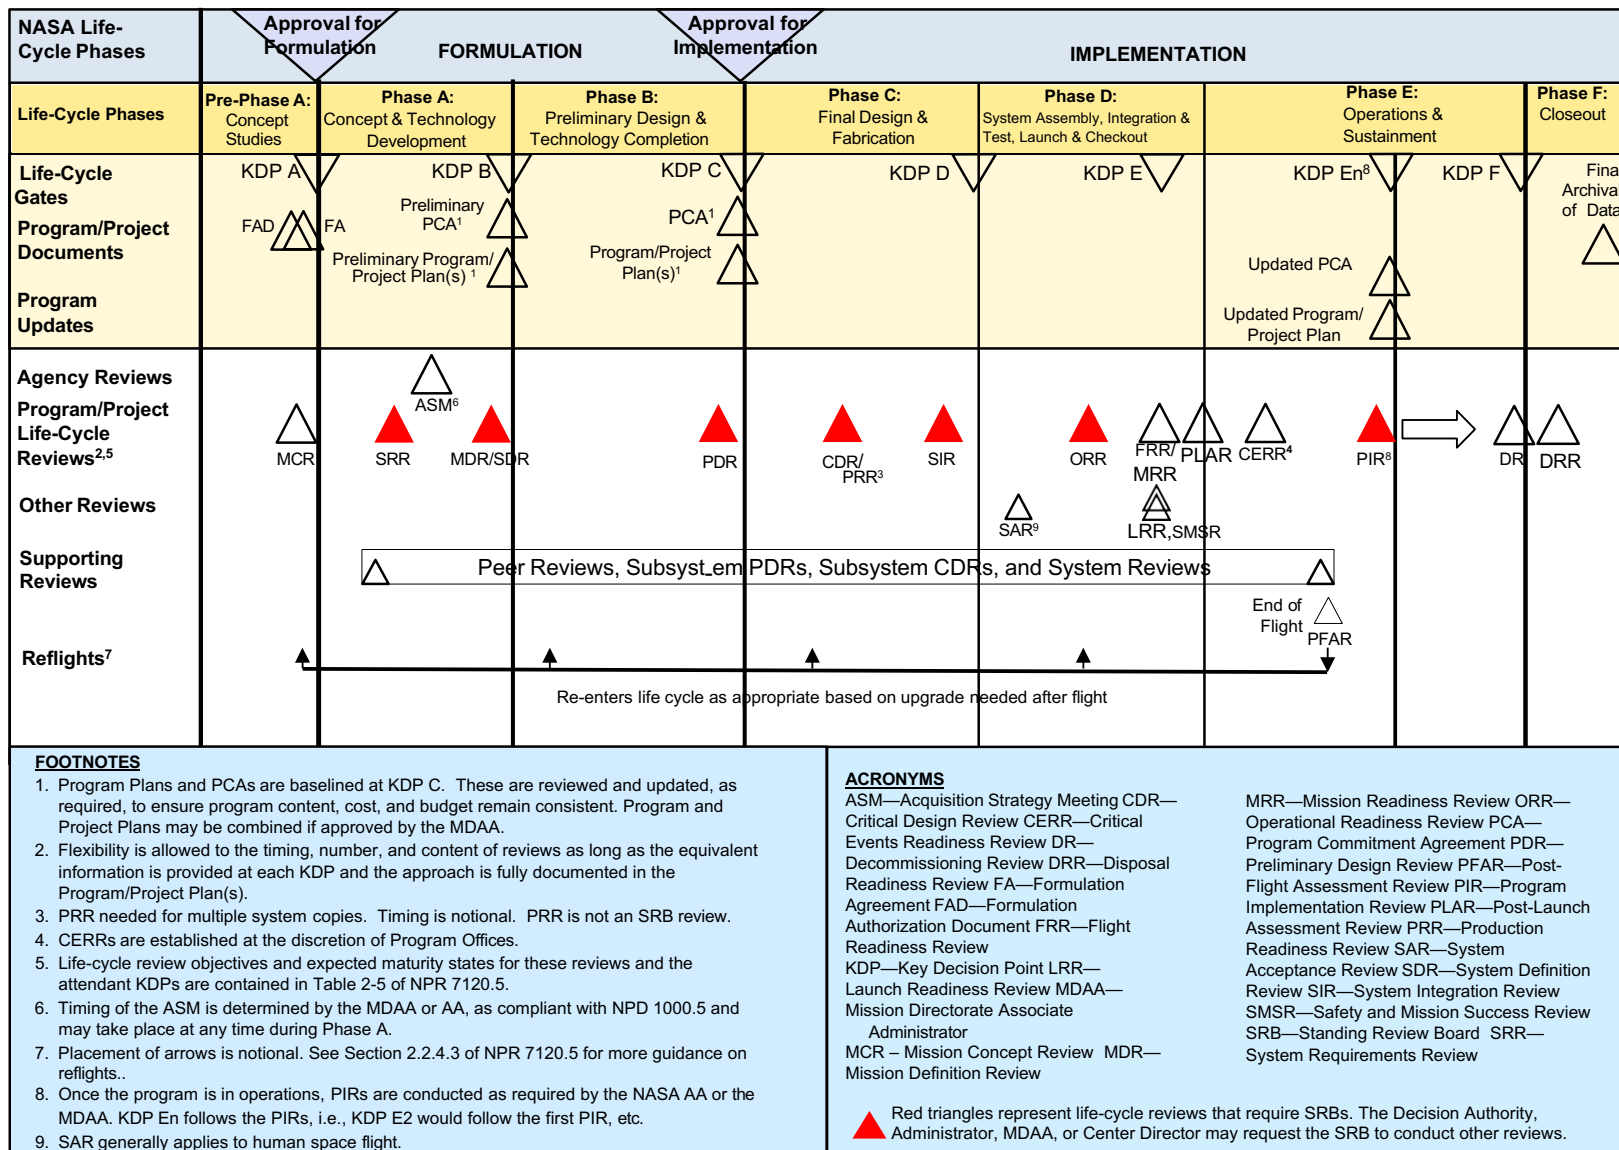 NASA Life-
Cycle Phases
Approval for
Formulation
FORMULATION
Approval for
Implementation
IMPLEMENTATION
Life-Cycle Phases
Pre-Phase A:
Concept
Studies
Phase A:
Concept & Technology
Development
Phase B:
Preliminary Design &
Technology Completion
Phase C:
Final Design &
Fabrication
Phase D:
System Assembly, Integration &
Test, Launch & Checkout
Phase E:
Operations &
Sustainment
Phase F:
Closeout
Life-Cycle
Gates
KDP A
KDP B
KDP C
KDP D
KDP E
KDP En⁸
KDP F
Fina
Archival
of Data
Program/Project
Documents
FAD
FA
Preliminary
PCA¹
Preliminary Program/
Project Plan(s) ¹
PCA¹
Program/Project
Plan(s)¹
Program
Updates
Updated PCA
Updated Program/
Project Plan
Agency Reviews
ASM⁶
Program/Project
Life-Cycle
Reviews²,⁵
MCR
SRR
MDR/SDR
PDR
CDR/
PRR³
SIR
ORR
FRR/
MRR
PLAR
CERR⁴
PIR⁸
DR
DRR
Other Reviews
SAR⁹
LRR,SMSR
Supporting
Reviews
Peer Reviews, Subsyst_em PDRs, Subsystem CDRs, and System Reviews
End of
Flight
PFAR
Reflights⁷
Re-enters life cycle as appropriate based on upgrade needed after flight
FOOTNOTES
1. Program Plans and PCAs are baselined at KDP C. These are reviewed and updated, as
required, to ensure program content, cost, and budget remain consistent. Program and
Project Plans may be combined if approved by the MDAA.
2. Flexibility is allowed to the timing, number, and content of reviews as long as the equivalent
information is provided at each KDP and the approach is fully documented in the
Program/Project Plan(s).
3. PRR needed for multiple system copies. Timing is notional. PRR is not an SRB review.
4. CERRs are established at the discretion of Program Offices.
5. Life-cycle review objectives and expected maturity states for these reviews and the
attendant KDPs are contained in Table 2-5 of NPR 7120.5.
6. Timing of the ASM is determined by the MDAA or AA, as compliant with NPD 1000.5 and
may take place at any time during Phase A.
7. Placement of arrows is notional. See Section 2.2.4.3 of NPR 7120.5 for more guidance on
reflights..
8. Once the program is in operations, PIRs are conducted as required by the NASA AA or the
MDAA. KDP En follows the PIRs, i.e., KDP E2 would follow the first PIR, etc.
9. SAR generally applies to human space flight.
ACRONYMS
ASM—Acquisition Strategy Meeting CDR—
Critical Design Review CERR—Critical
Events Readiness Review DR—
Decommissioning Review DRR—Disposal
Readiness Review FA—Formulation
Agreement FAD—Formulation
Authorization Document FRR—Flight
Readiness Review
KDP—Key Decision Point LRR—
Launch Readiness Review MDAA—
Mission Directorate Associate
Administrator
MCR – Mission Concept Review MDR—
Mission Definition Review
MRR—Mission Readiness Review ORR—
Operational Readiness Review PCA—
Program Commitment Agreement PDR—
Preliminary Design Review PFAR—Post-
Flight Assessment Review PIR—Program
Implementation Review PLAR—Post-Launch
Assessment Review PRR—Production
Readiness Review SAR—System
Acceptance Review SDR—System Definition
Review SIR—System Integration Review
SMSR—Safety and Mission Success Review
SRB—Standing Review Board SRR—
System Requirements Review
Red triangles represent life-cycle reviews that require SRBs. The Decision Authority,
Administrator, MDAA, or Center Director may request the SRB to conduct other reviews.